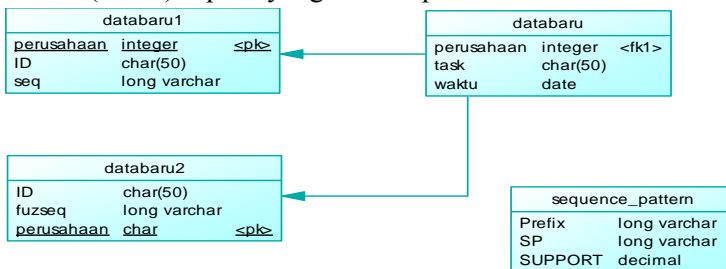 databaru1
perusahaan integer <pk>
ID char(50)
seq long varchar
databaru
perusahaan integer <fk1>
task char(50)
waktu date
databaru2
ID char(50)
fuzseq long varchar
perusahaan char <pk>
sequence_pattern
Prefix long varchar
SP long varchar
SUPPORT decimal